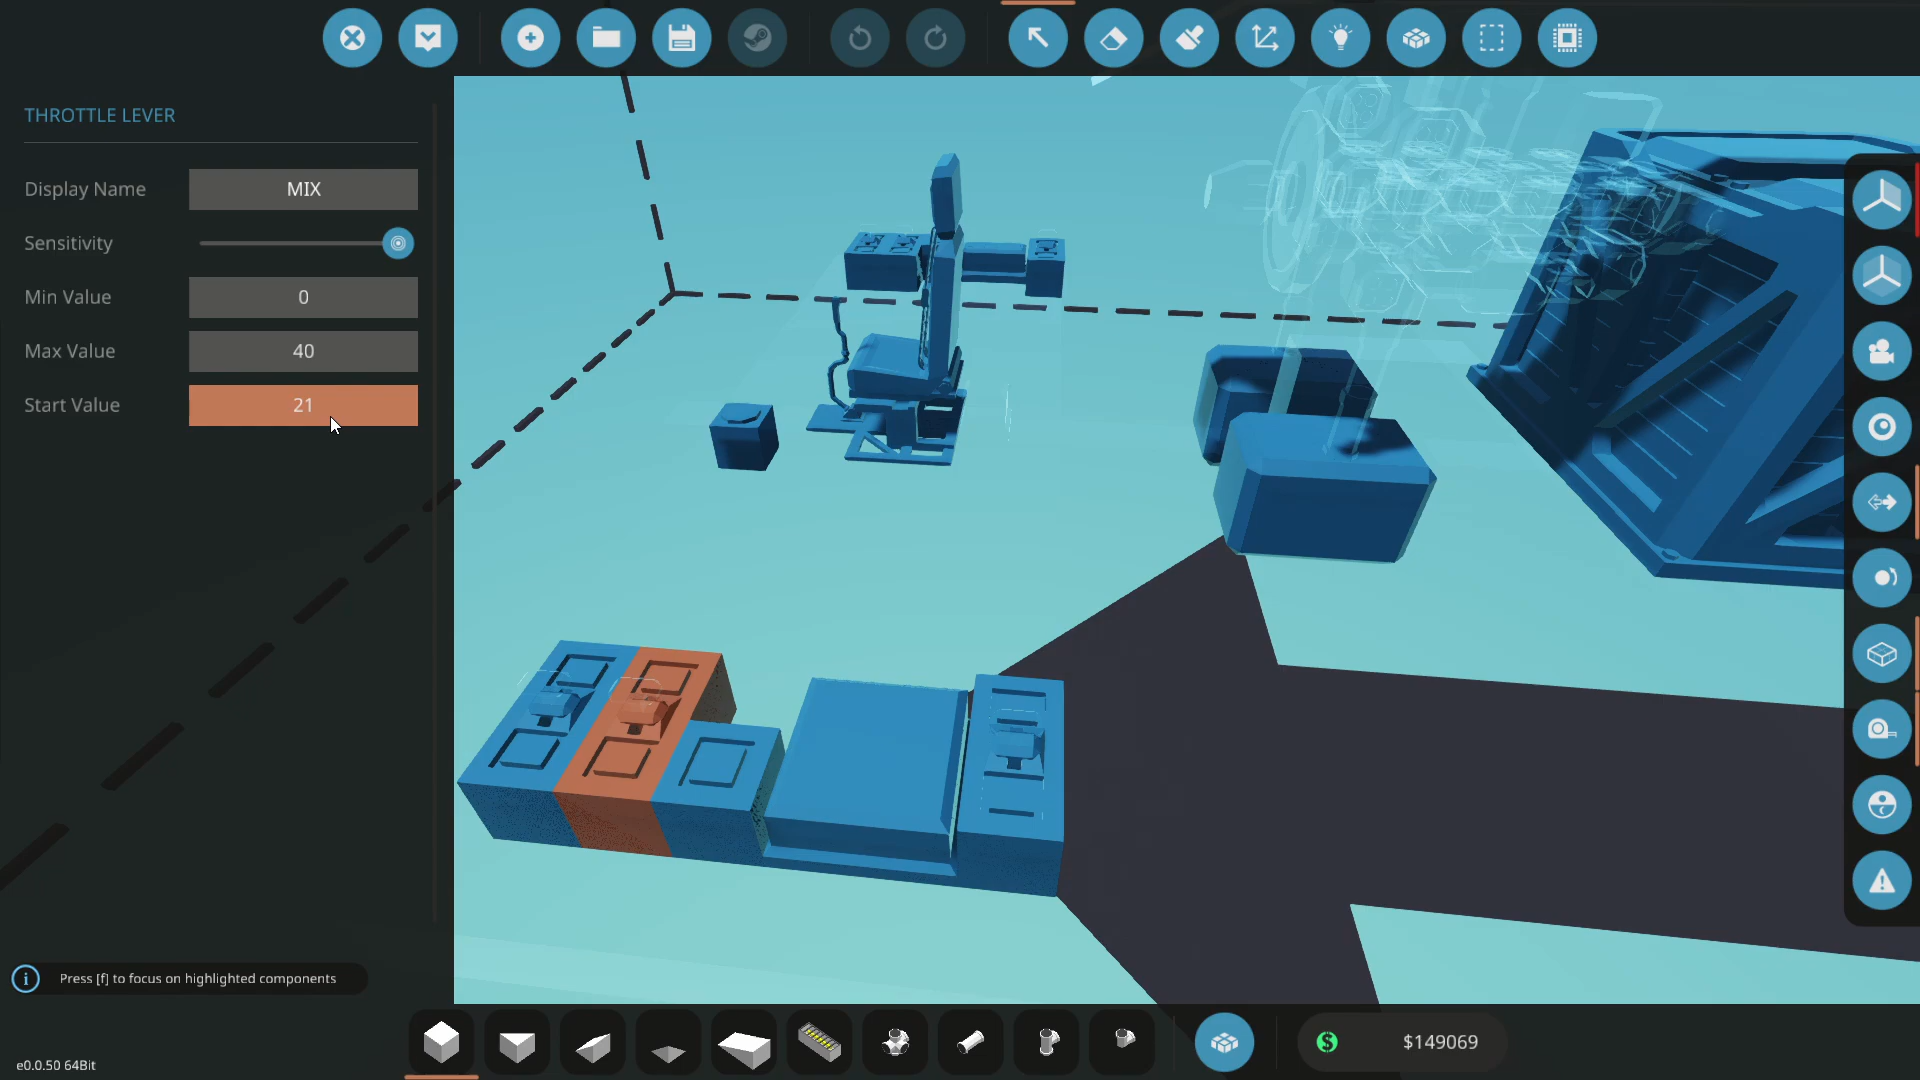 THROTTLE LEVER
Display Name MIX
Sensitivity
Min Value 0
Max Value 40
Start Value 21
Press [f] to focus on highlighted components
$ $149069
e0.0.50 64Bit